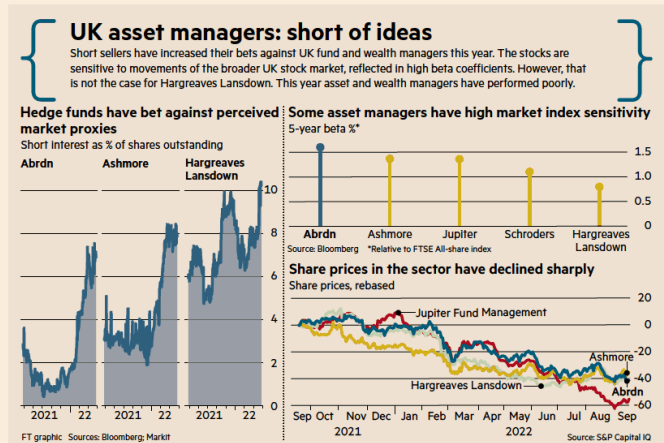 UK asset managers: short of ideas
Short sellers have increased their bets against UK fund and wealth managers this year. The stocks are
sensitive to movements of the broader UK stock market, reflected in high beta coefficients. However, that
is not the case for Hargreaves Lansdown. This year asset and wealth managers have performed poorly.
Hedge funds have bet against perceived
market proxies
Short interest as % of shares outstanding
Abrdn
Ashmore
Hargreaves
Lansdown
10
8
6
4
2
0
2021 22
2021 22
2021 22
FT graphic Sources: Bloomberg; Markit
Some asset managers have high market index sensitivity
5-year beta %*
1.5
1.0
0.5
0
Abrdn
Ashmore
Jupiter
Schroders
Hargreaves
Lansdown
Source: Bloomberg *Relative to FTSE All-share index
Share prices in the sector have declined sharply
Share prices, rebased
20
0
-20
-40
-60
Jupiter Fund Management
Ashmore
Hargreaves Lansdown
Abrdn
Sep Oct Nov Dec Jan Feb Mar Apr May Jun Jul Aug Sep
2021 2022
Source: S&P Capital IQ